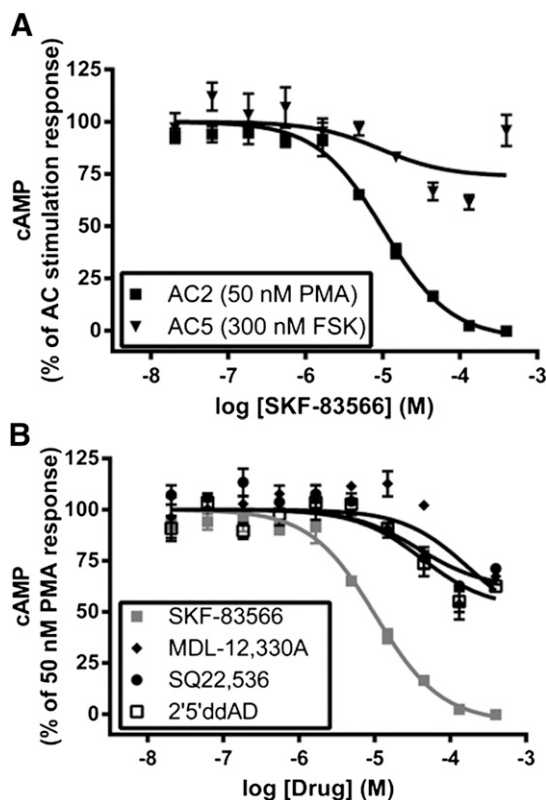 A
cAMP
(% of AC stimulation response)
125
100
75
50
25
0
AC2 (50 nM PMA)
AC5 (300 nM FSK)
-8 -7 -6 -5 -4 -3
log [SKF-83566] (M)
B
cAMP
(% of 50 nM PMA response)
125
100
75
50
25
0
SKF-83566
MDL-12,330A
SQ22,536
2'5'ddAD
-8 -7 -6 -5 -4 -3
log [Drug] (M)